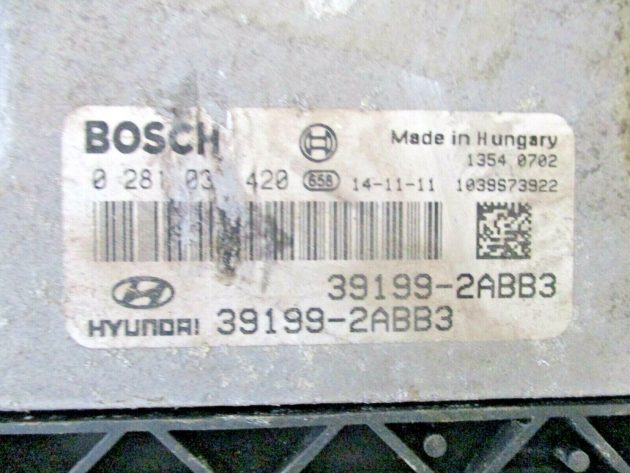 BOSCH
Made in Hungary
1354 0702
0 281 03 420 658 14-11-11 1039S73922
39199-2ABB3
HYUNDAI 39199-2ABB3